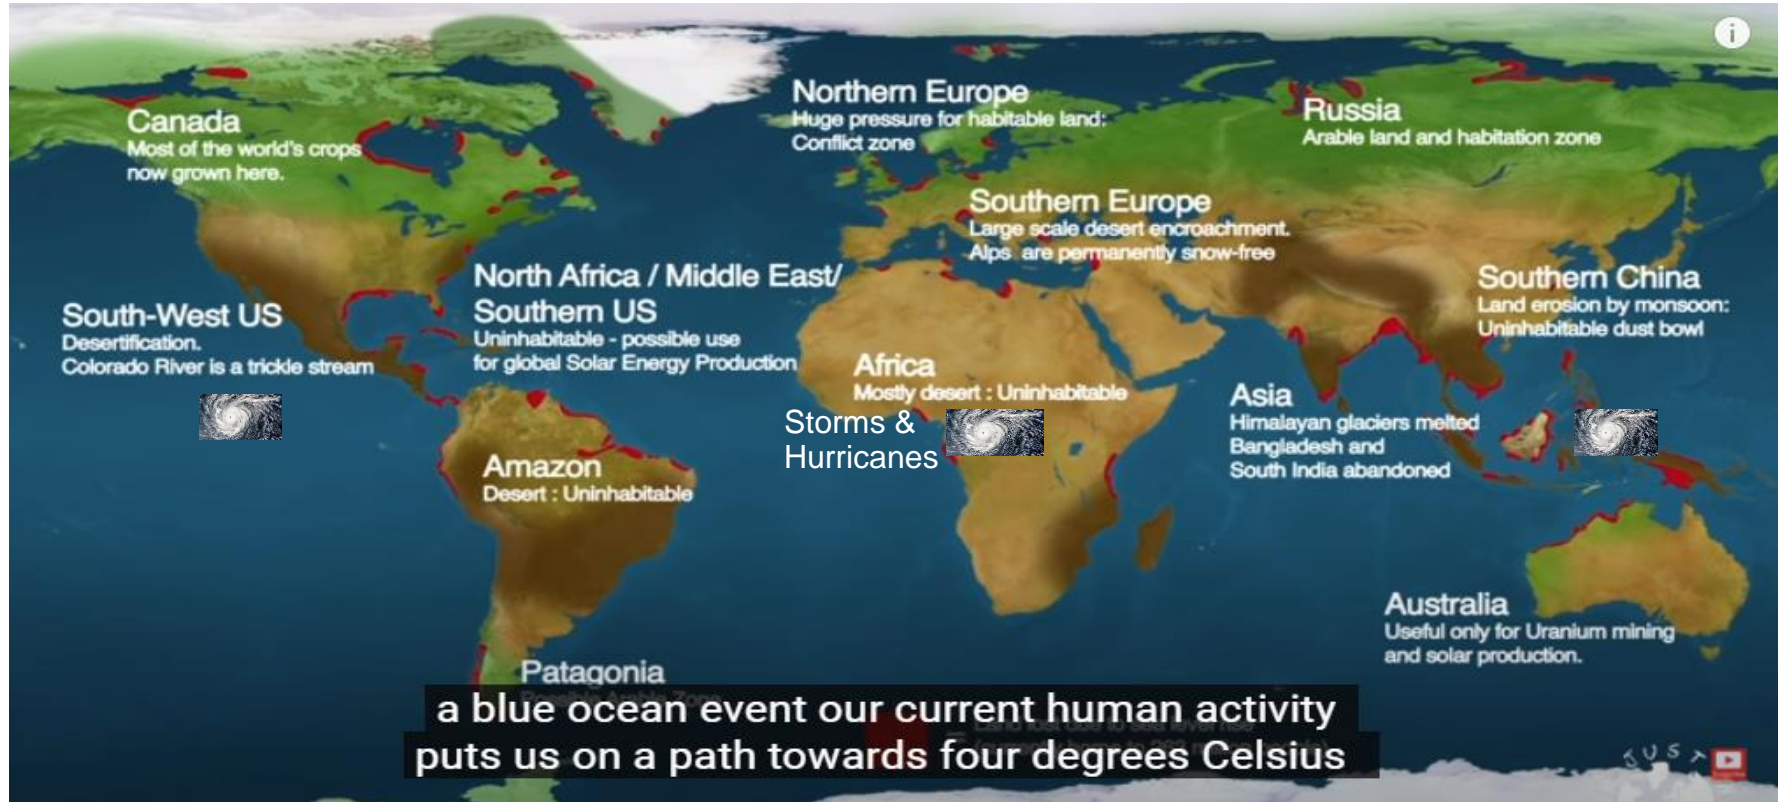 Canada
Most of the world's crops
now grown here.
Northern Europe
Huge pressure for habitable land:
Conflict zone
Russia
Arable land and habitation zone
Southern Europe
Large scale desert encroachment.
Alps are permanently snow-free
South-West US
Desertification.
Colorado River is a trickle stream
North Africa / Middle East/
Southern US
Uninhabitable - possible use
for global Solar Energy Production
Southern China
Land erosion by monsoon:
Uninhabitable dust bowl
Africa
Mostly desert : Uninhabitable
Storms &
Hurricanes
Asia
Himalayan glaciers melted
Bangladesh and
South India abandoned
Amazon
Desert : Uninhabitable
Australia
Useful only for Uranium mining
and solar production.
Patagonia
a blue ocean event our current human activity
puts us on a path towards four degrees Celsius
JUST